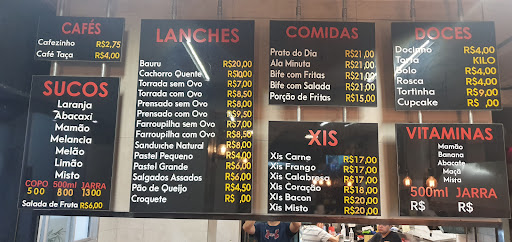 CAFÉS
Cafezinho R$2,75
Café Taça R$4,00
SUCOS
Laranja
Abacaxi
Mamão
Melancia
Melão
Limão
Misto
COPO 500ml JARRA
500 800 1300
Salada de Fruta R$6,00
LANCHES
Bauru R$20,00
Cachorro Quente R$10,00
Torrada sem Ovo R$7,50
Torrada com Ovo R$8,50
Prensado sem Ovo R$8,00
Prensado com Ovo R$9,50
Farroupilha sem Ovo R$7,50
Farroupilha com Ovo R$8,50
Sanduiche Natural R$8,00
Pastel Pequeno R$4,00
Pastel Grande R$6,00
Salgados Assados R$6,00
Pão de Queijo R$4,50
Croquete R$ ,00
COMIDAS
Prato do Dia R$21,00
Ala Minuta R$21,00
Bife com Fritas R$21,00
Bife com Salada R$21,00
Porção de Fritas R$15,00
XIS
Xis Carne R$17,00
Xis Frango R$17,00
Xis Calabresa R$17,00
Xis Coração R$18,00
Xis Bacon R$20,00
Xis Misto R$20,00
DOCES
Docinho R$4,00
Torta KILO
Bolo R$4,00
Rosca R$4,00
Tortinha R$9,00
Cupcake R$ ,00
VITAMINAS
Mamão
Banana
Abacate
Maçã
Mista
500ml JARRA
R$ R$